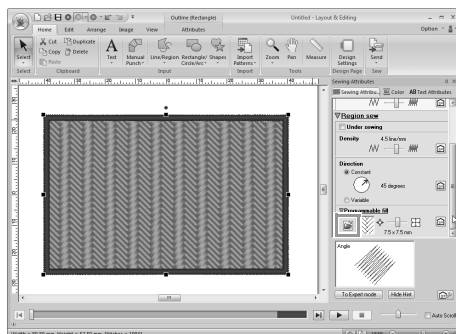 Outline (Rectangle)
Untitled - Layout & Editing
Home Edit Arrange Image View Attributes
Option
Select
Cut Duplicate
Copy Delete
Paste
Text
Manual Punch
Line/Region
Rectangle/ Circle/Arc
Shapes
Import Patterns
Zoom
Pan
Measure
Design Settings
Send
Select Clipboard Input Import Tools Design Page Sew
Sewing Attributes
Sewing Attribu... Color AB Text Attributes
Region sew
Under sewing
Density 4.5 line/mm
Direction
Constant
45 degrees
Variable
Programmable fill
7.5 x 7.5 mm
Angle
To Expert mode Hide Hint
Auto Scroll